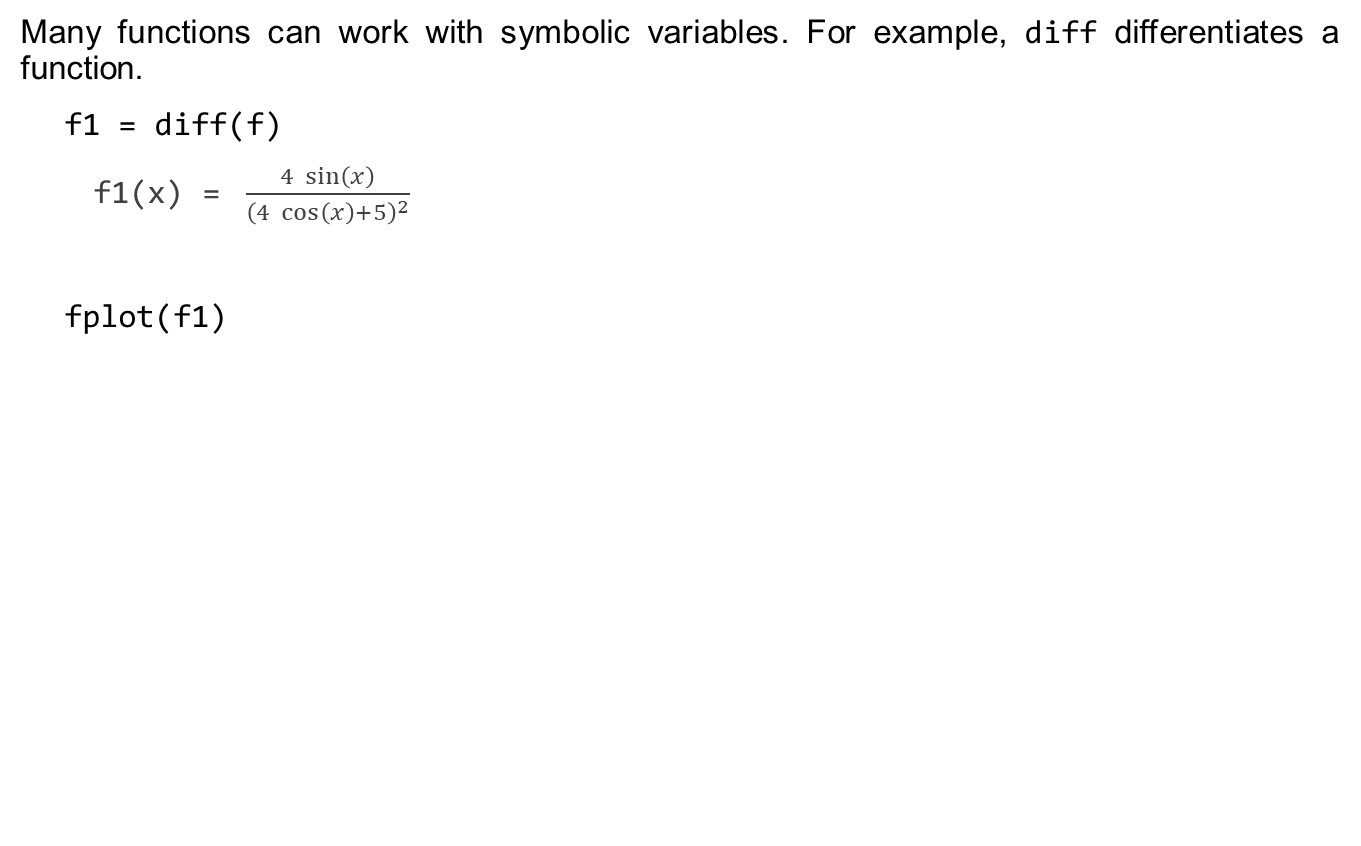 Many functions can work with symbolic variables. For example, diff differentiates a
function.
f1 = diff(f)
f1(x) = 4 sin(x) / (4 cos(x)+5)²
fplot(f1)